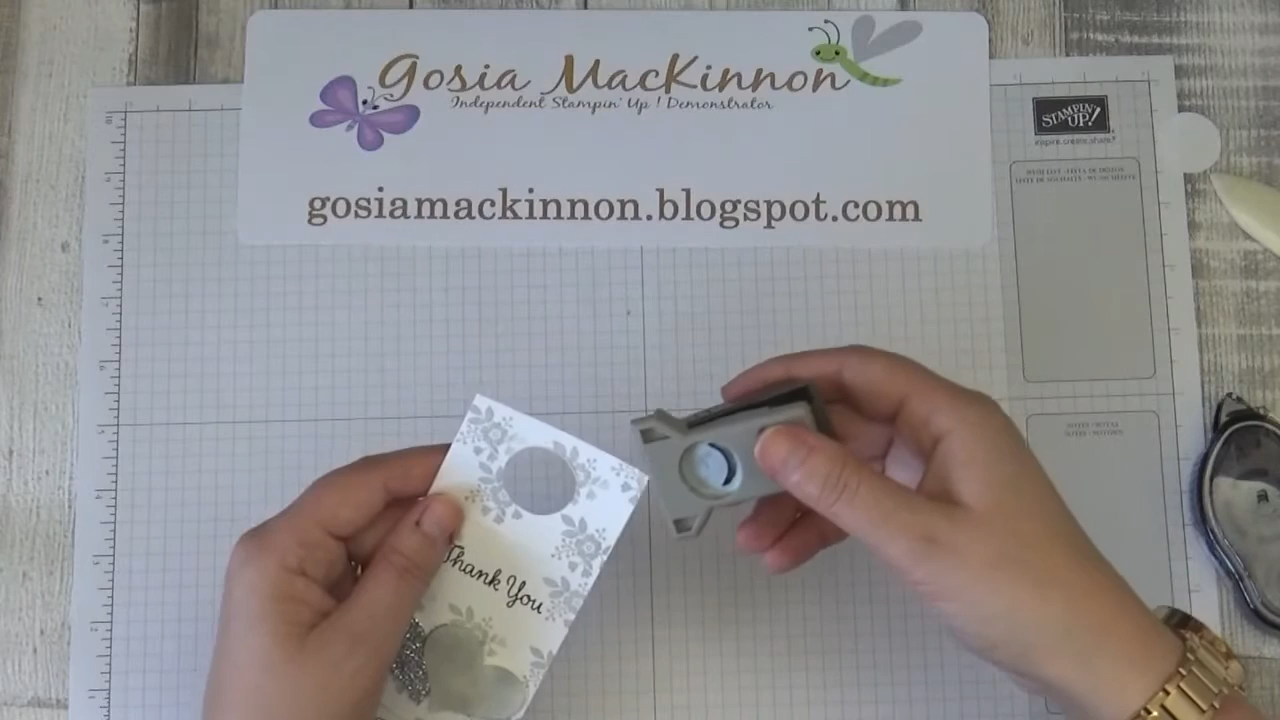 Gosia MacKinnon
Independent Stampin' Up! Demonstrator
gosiamackinnon.blogspot.com
STAMPIN' UP!
inspire.create.share.
Thank You